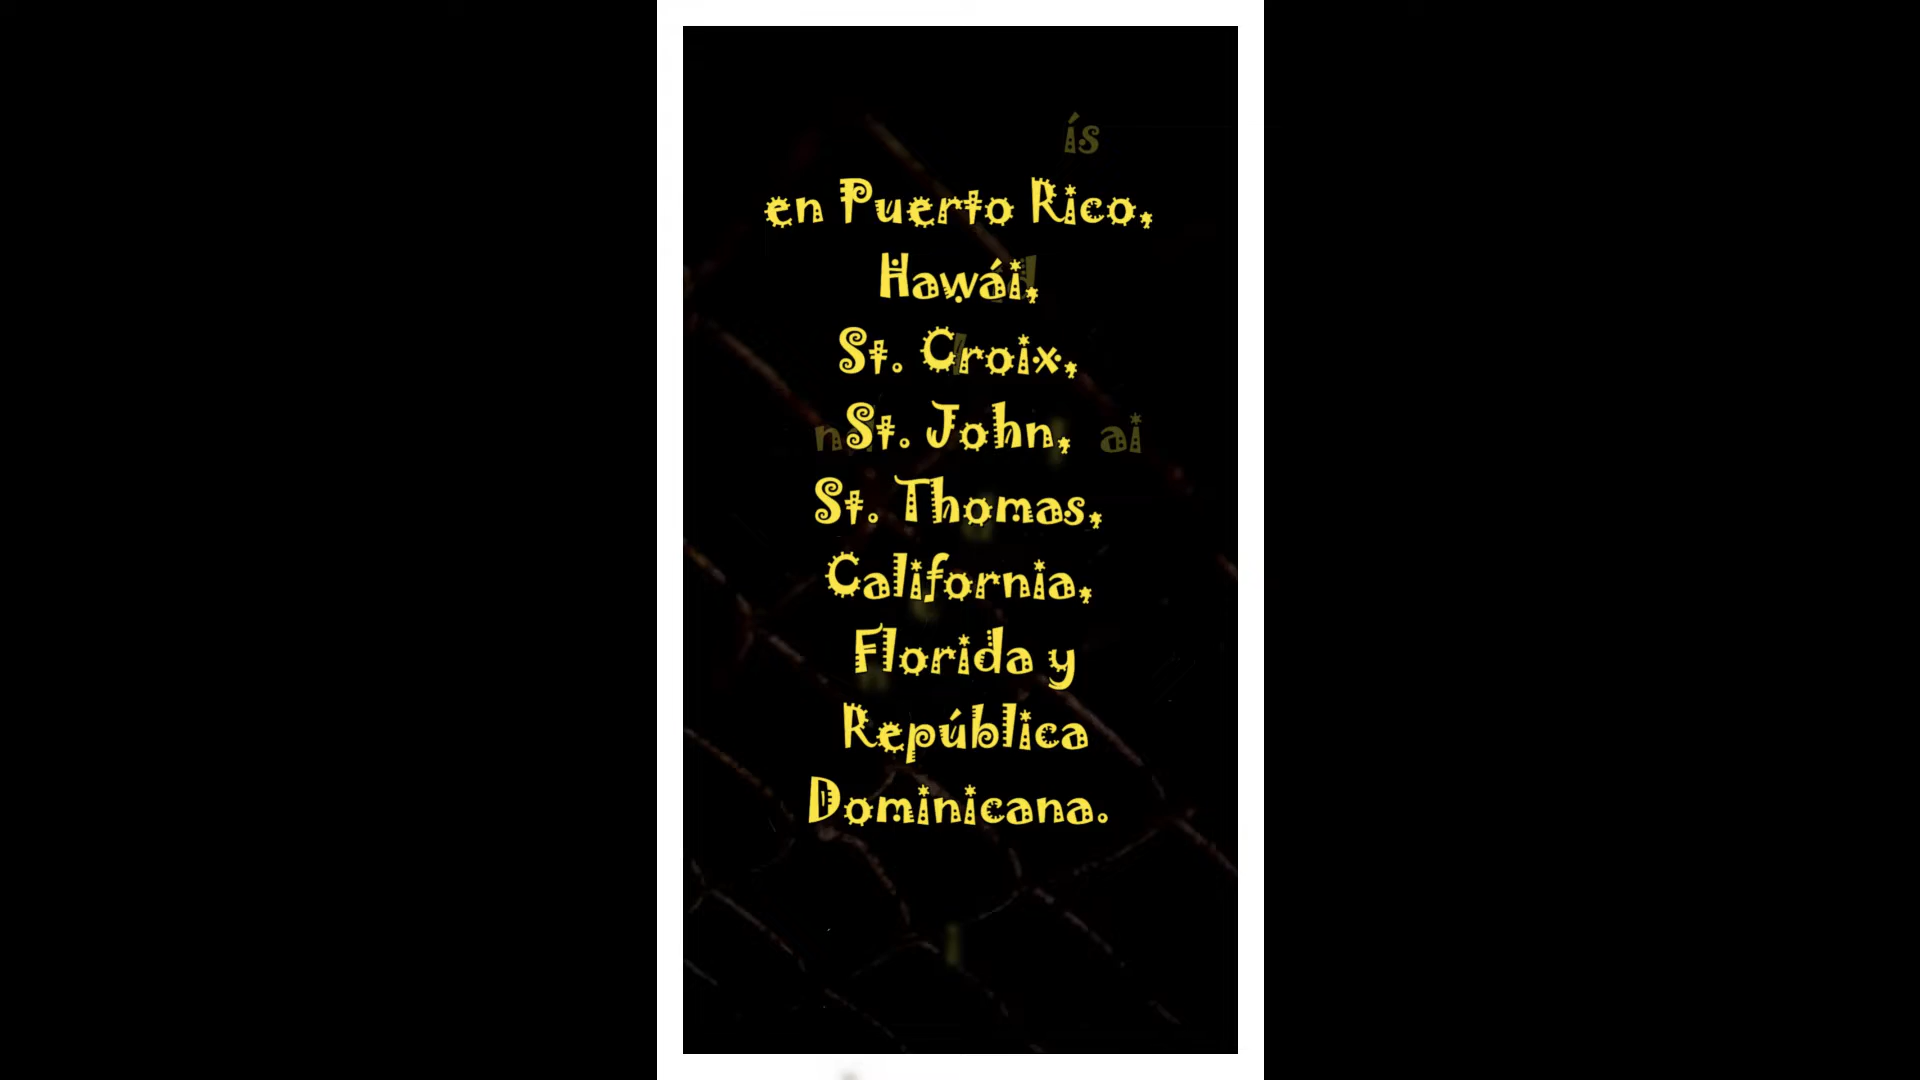 en Puerto Rico,
Hawái,
St. Croix,
St. John,
St. Thomas,
California,
Florida y
República
Dominicana.